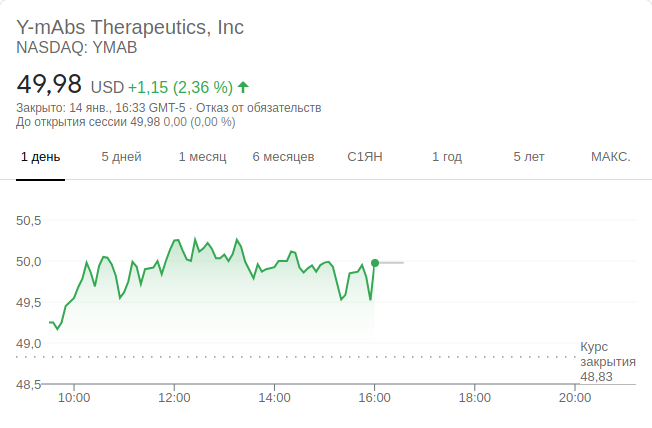 Y-mAbs Therapeutics, Inc
NASDAQ: YMAB
49,98 USD +1,15 (2,36 %)
Закрыто: 14 янв., 16:33 GMT-5 · Отказ от обязательств
До открытия сессии 49,98 0,00 (0,00 %)
1 день 5 дней 1 месяц 6 месяцев С1ЯН 1 год 5 лет МАКС.
50,5
50,0
49,5
49,0
Курс
закрытия
48,83
48,5
10:00 12:00 14:00 16:00 18:00 20:00